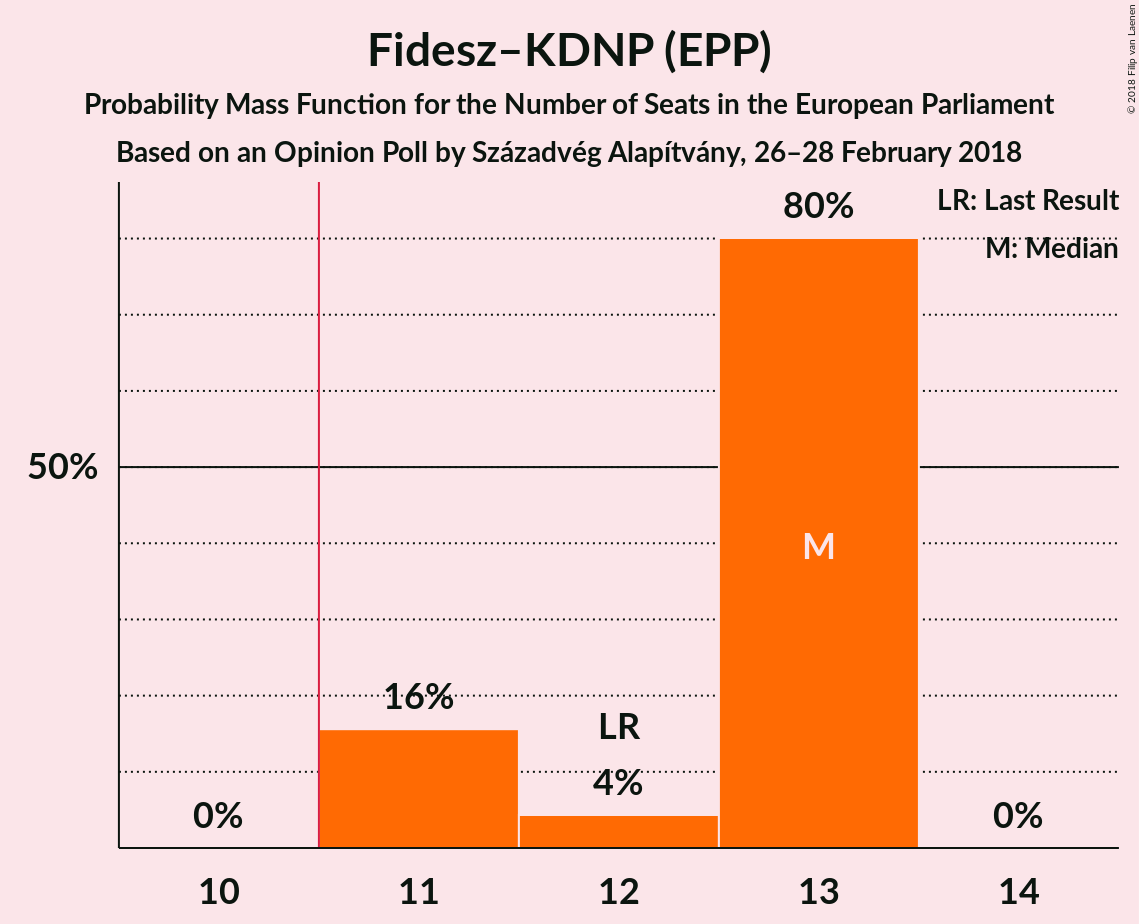 Fidesz–KDNP (EPP)
Probability Mass Function for the Number of Seats in the European Parliament
Based on an Opinion Poll by Századvég Alapítvány, 26–28 February 2018
© 2018 Filip van Laenen
LR: Last Result
M: Median
80%
50%
M
16%
LR
4%
0%
0%
10 11 12 13 14